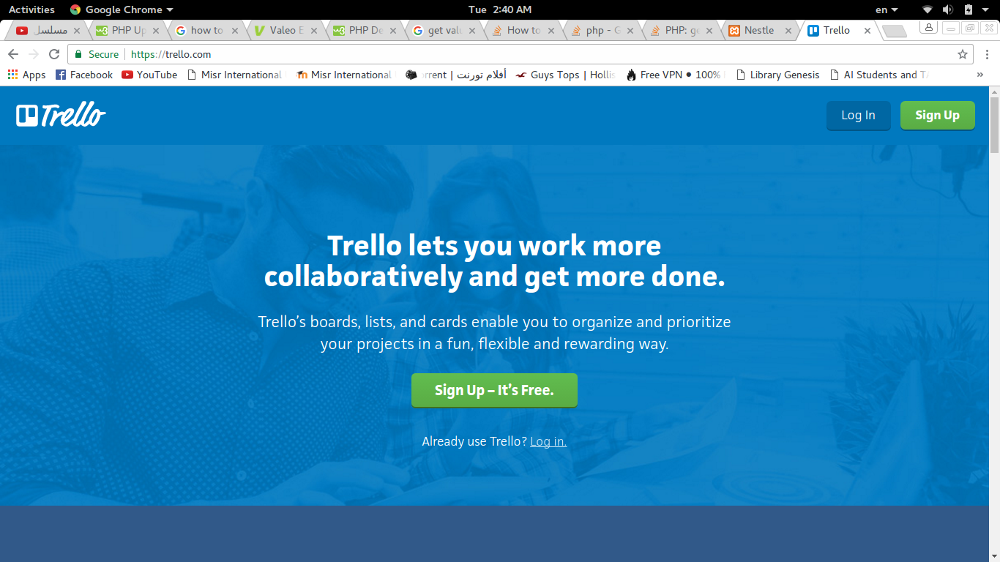 Activities Google Chrome Tue 2:40 AM en
مسلسل PHP Up how to Valeo E PHP De get valu How to php - G PHP: ge Nestle Trello
Secure https://trello.com
Apps Facebook YouTube Misr International Misr International أفلام تورنت | orrent Guys Tops | Hollis Free VPN ● 100% Library Genesis AI Students and TA »
Trello
Log In Sign Up
Trello lets you work more
collaboratively and get more done.
Trello's boards, lists, and cards enable you to organize and prioritize
your projects in a fun, flexible and rewarding way.
Sign Up – It's Free.
Already use Trello? Log in.